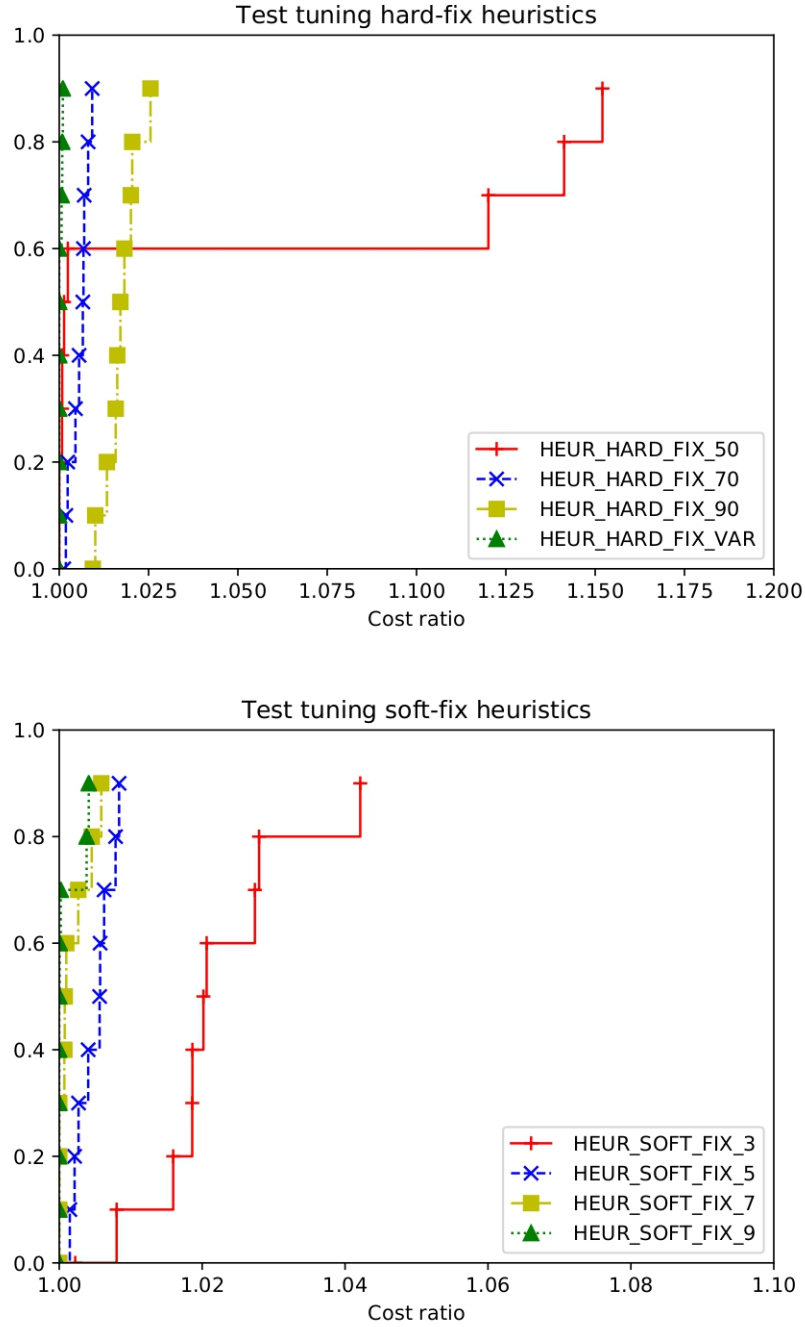 Test tuning hard-fix heuristics
1.0
0.8
0.6
0.4
0.2
0.0
HEUR_HARD_FIX_50
HEUR_HARD_FIX_70
HEUR_HARD_FIX_90
HEUR_HARD_FIX_VAR
1.000 1.025 1.050 1.075 1.100 1.125 1.150 1.175 1.200
Cost ratio
Test tuning soft-fix heuristics
1.0
0.8
0.6
0.4
0.2
0.0
HEUR_SOFT_FIX_3
HEUR_SOFT_FIX_5
HEUR_SOFT_FIX_7
HEUR_SOFT_FIX_9
1.00 1.02 1.04 1.06 1.08 1.10
Cost ratio